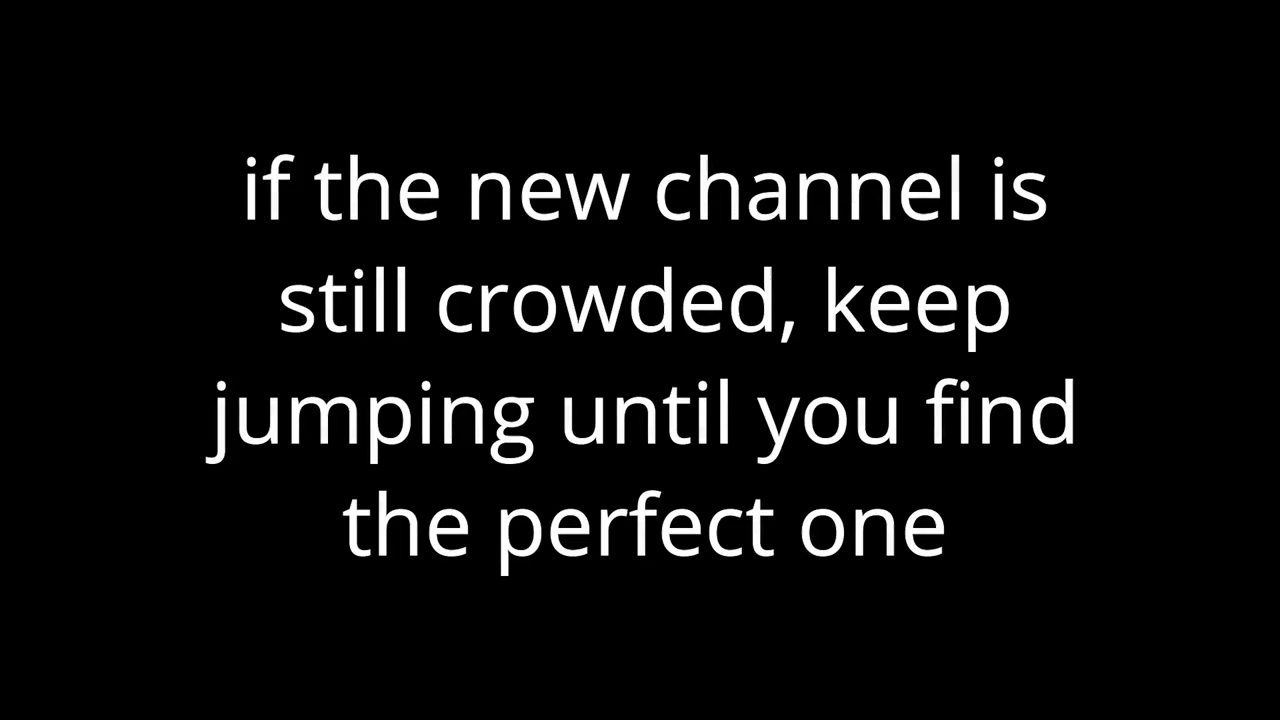 if the new channel is
still crowded, keep
jumping until you find
the perfect one